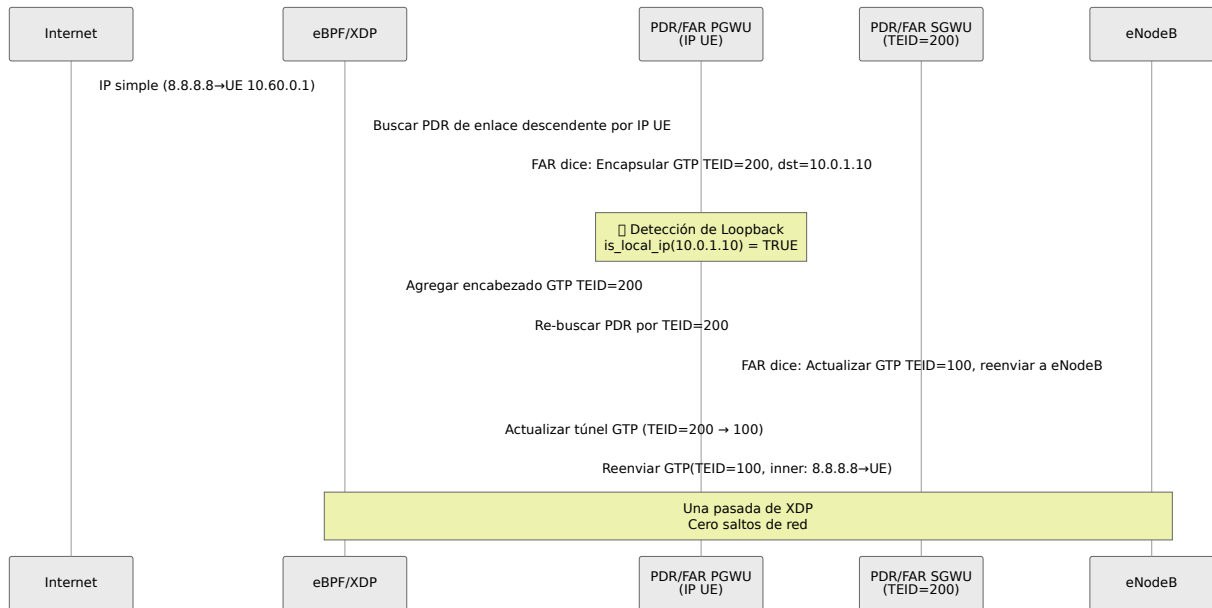 Internet
eBPF/XDP
PDR/FAR PGWU
(IP UE)
PDR/FAR SGWU
(TEID=200)
eNodeB
IP simple (8.8.8.8→UE 10.60.0.1)
Buscar PDR de enlace descendente por IP UE
FAR dice: Encapsular GTP TEID=200, dst=10.0.1.10
▯ Detección de Loopback
is_local_ip(10.0.1.10) = TRUE
Agregar encabezado GTP TEID=200
Re-buscar PDR por TEID=200
FAR dice: Actualizar GTP TEID=100, reenviar a eNodeB
Actualizar túnel GTP (TEID=200 → 100)
Reenviar GTP(TEID=100, inner: 8.8.8.8→UE)
Una pasada de XDP
Cero saltos de red
Internet
eBPF/XDP
PDR/FAR PGWU
(IP UE)
PDR/FAR SGWU
(TEID=200)
eNodeB